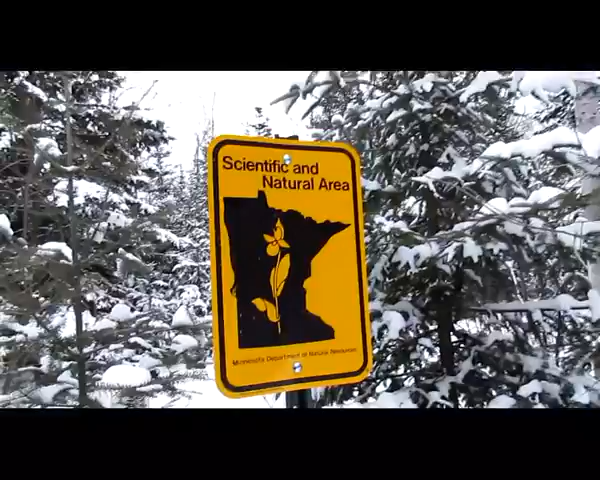 Scientific and
Natural Area
Minnesota Department of Natural Resources